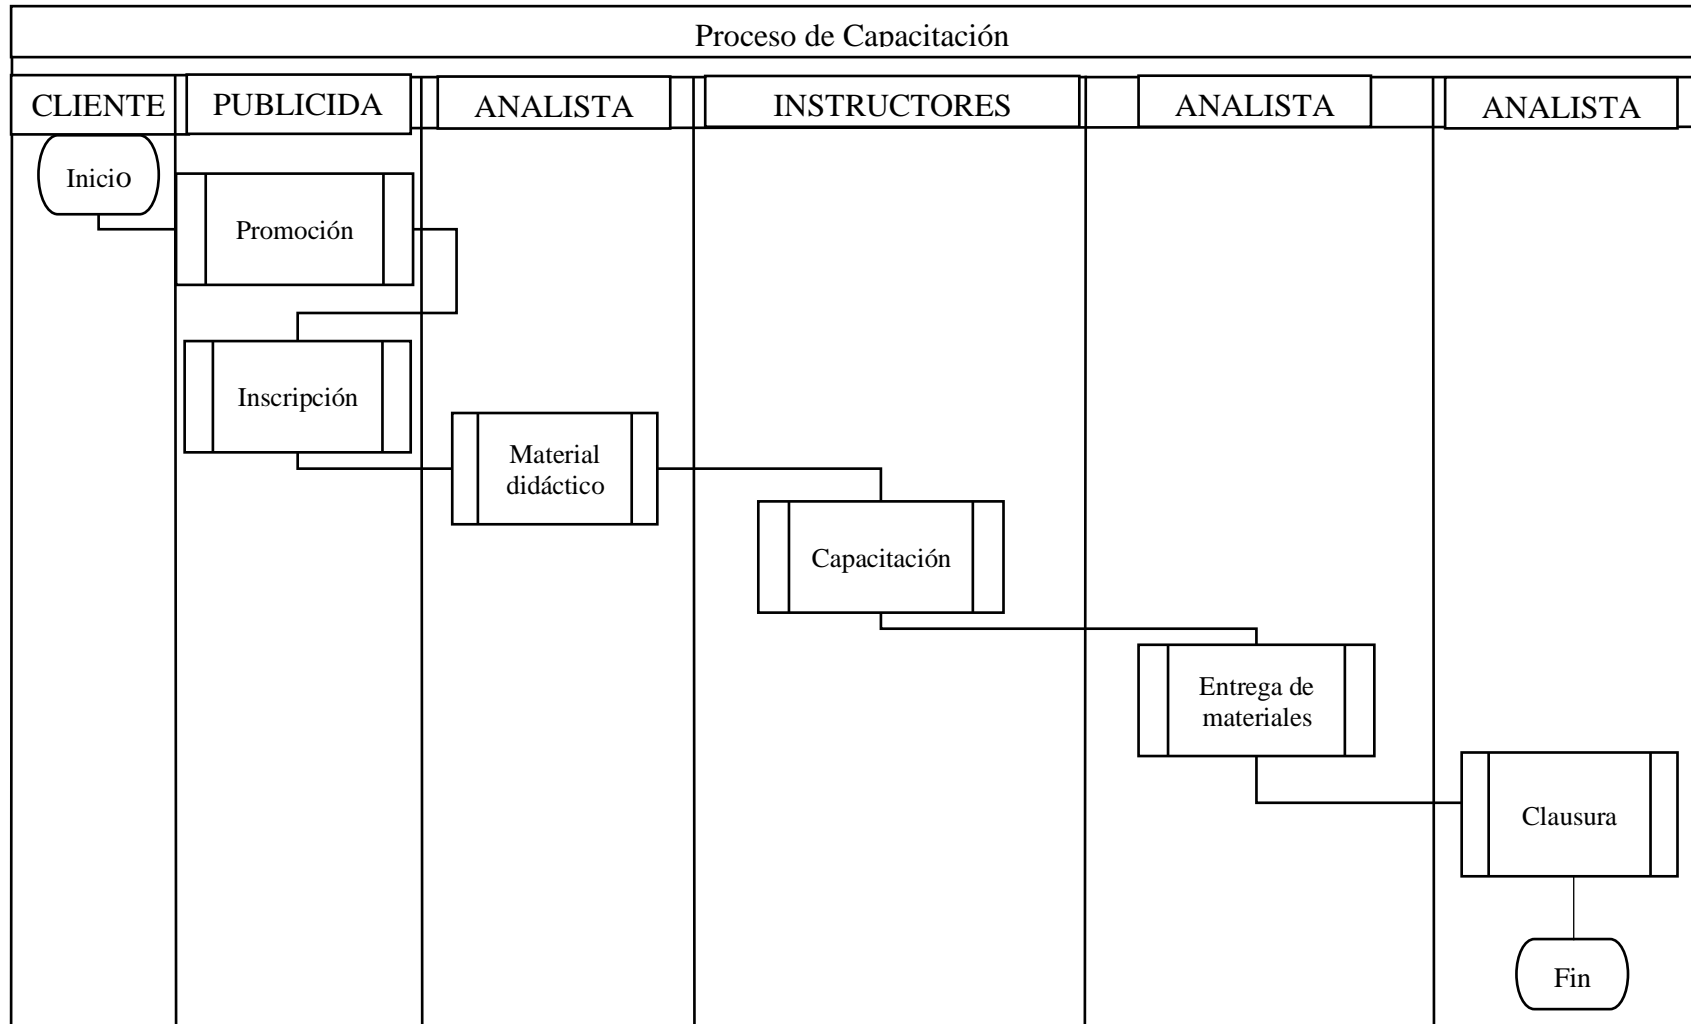 Proceso de Capacitación
CLIENTE
PUBLICIDA
ANALISTA
INSTRUCTORES
ANALISTA
ANALISTA
Inicio
Promoción
Inscripción
Material
didáctico
Capacitación
Entrega de
materiales
Clausura
Fin